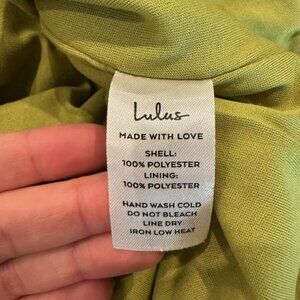 Lulus
MADE WITH LOVE
SHELL:
100% POLYESTER
LINING:
100% POLYESTER
HAND WASH COLD
DO NOT BLEACH
LINE DRY
IRON LOW HEAT